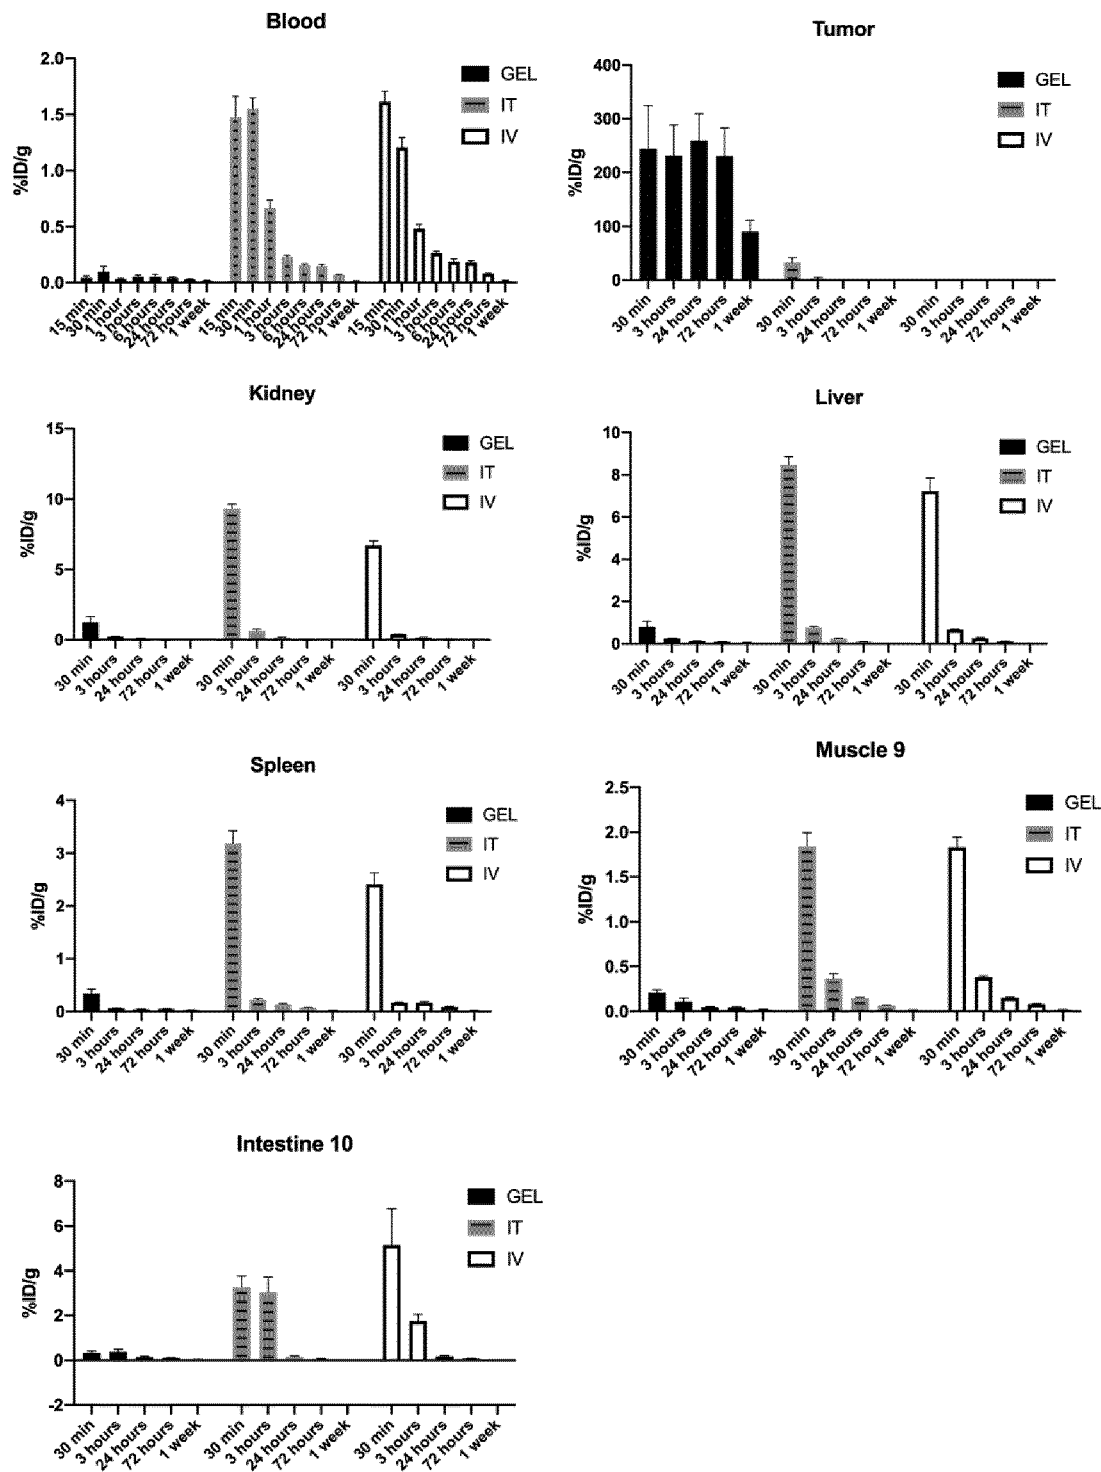 Blood
%ID/g
2.0
1.5
1.0
0.5
0.0
GEL
IT
IV
15 min
30 min
1 hour
3 hours
6 hours
24 hours
72 hours
1 week
15 min
30 min
1 hour
3 hours
6 hours
24 hours
72 hours
1 week
15 min
30 min
1 hour
3 hours
6 hours
24 hours
72 hours
1 week
Tumor
%ID/g
400
300
200
100
0
GEL
IT
IV
30 min
3 hours
24 hours
72 hours
1 week
30 min
3 hours
24 hours
72 hours
1 week
30 min
3 hours
24 hours
72 hours
1 week
Kidney
%ID/g
15
10
5
0
GEL
IT
IV
30 min
3 hours
24 hours
72 hours
1 week
30 min
3 hours
24 hours
72 hours
1 week
30 min
3 hours
24 hours
72 hours
1 week
Liver
%ID/g
10
8
6
4
2
0
GEL
IT
IV
30 min
3 hours
24 hours
72 hours
1 week
30 min
3 hours
24 hours
72 hours
1 week
30 min
3 hours
24 hours
72 hours
1 week
Spleen
%ID/g
4
3
2
1
0
GEL
IT
IV
30 min
3 hours
24 hours
72 hours
1 week
30 min
3 hours
24 hours
72 hours
1 week
30 min
3 hours
24 hours
72 hours
1 week
Muscle 9
%ID/g
2.5
2.0
1.5
1.0
0.5
0.0
GEL
IT
IV
30 min
3 hours
24 hours
72 hours
1 week
30 min
3 hours
24 hours
72 hours
1 week
30 min
3 hours
24 hours
72 hours
1 week
Intestine 10
%ID/g
8
6
4
2
0
-2
GEL
IT
IV
30 min
3 hours
24 hours
72 hours
1 week
30 min
3 hours
24 hours
72 hours
1 week
30 min
3 hours
24 hours
72 hours
1 week